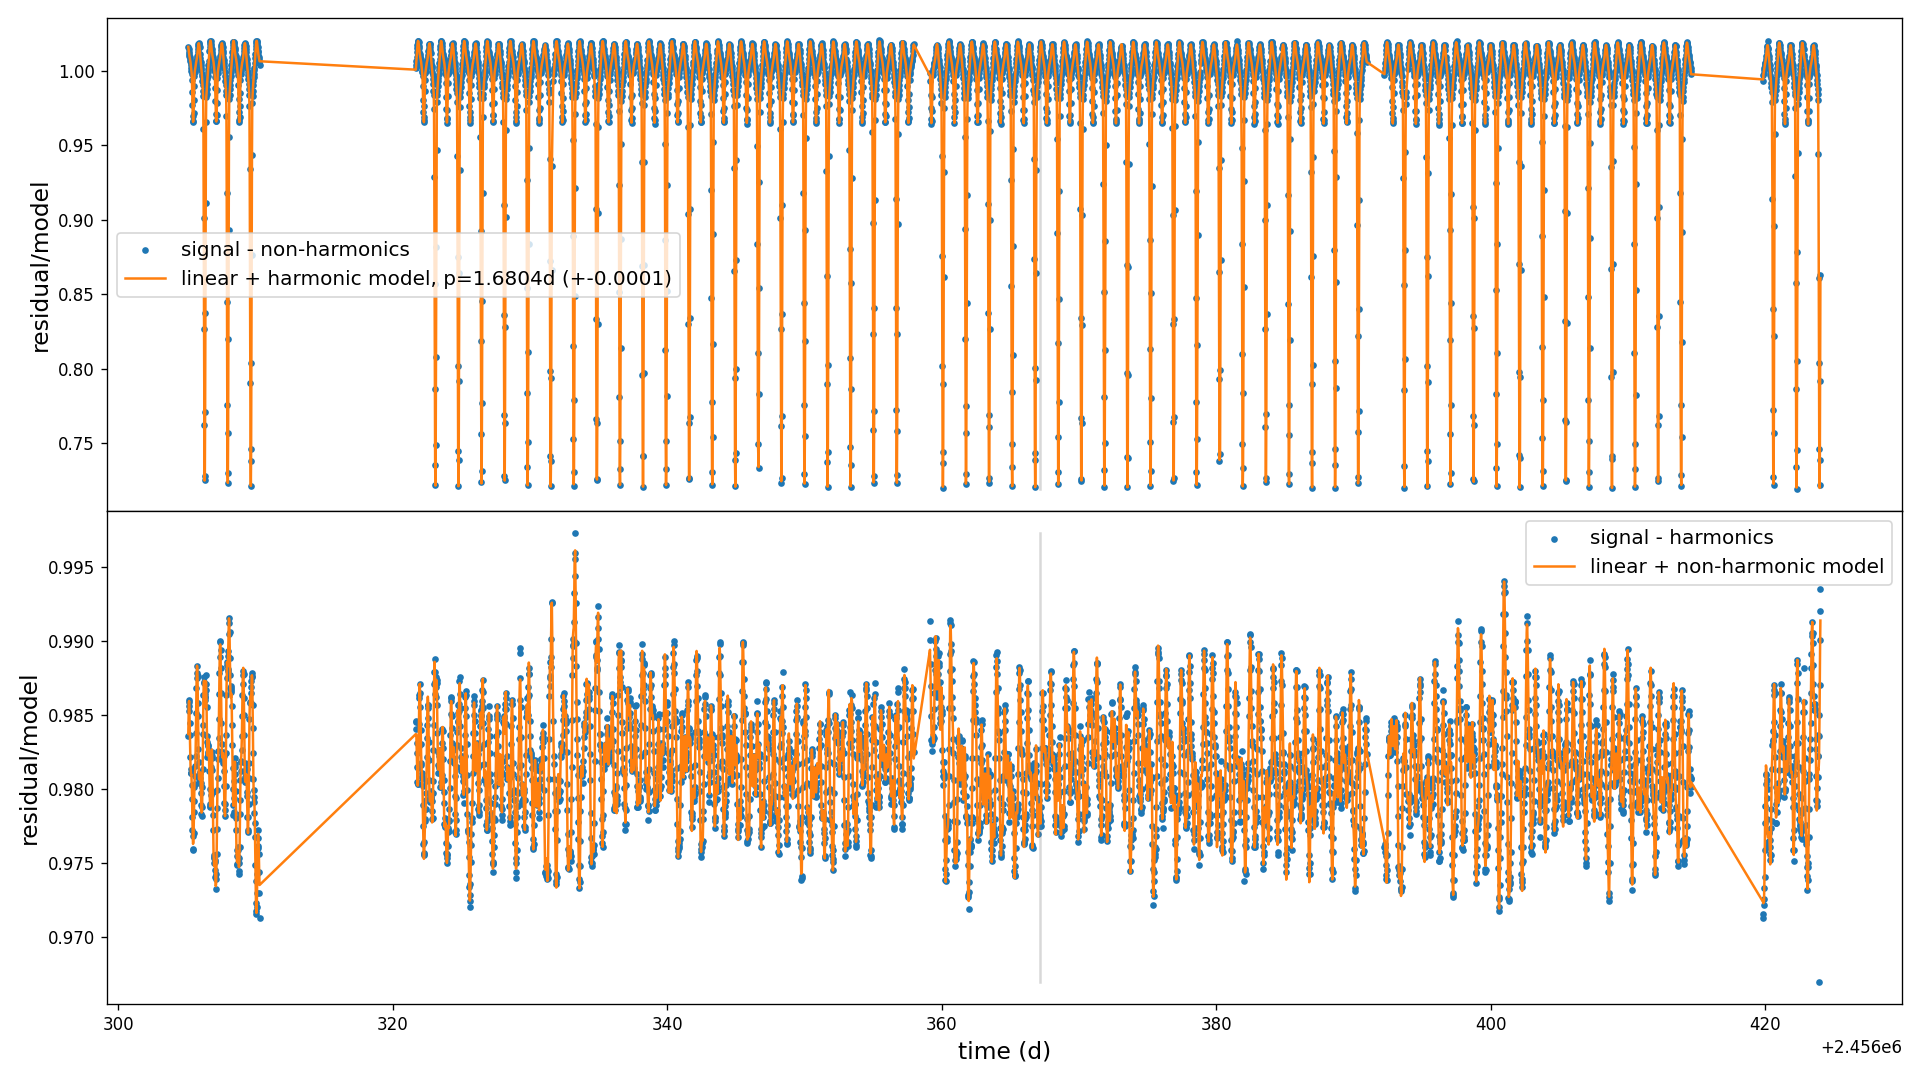 1.00
0.95
0.90
0.85
0.80
0.75
residual/model
signal - non-harmonics
linear + harmonic model, p=1.6804d (+-0.0001)
0.995
0.990
0.985
0.980
0.975
0.970
residual/model
signal - harmonics
linear + non-harmonic model
300 320 340 360 380 400 420
+2.456e6
time (d)